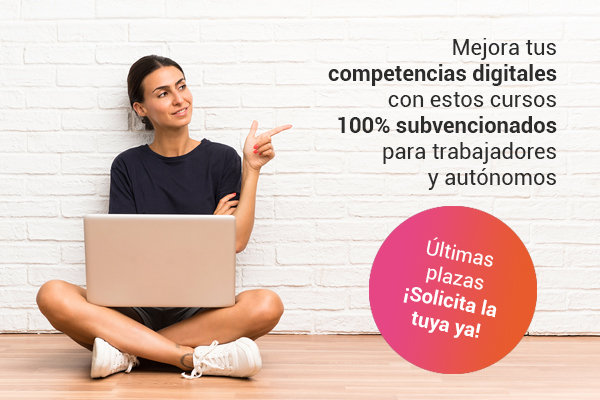 Mejora tus
competencias digitales
con estos cursos
100% subvencionados
para trabajadores
y autónomos
Últimas
plazas
¡Solicita la
tuya ya!